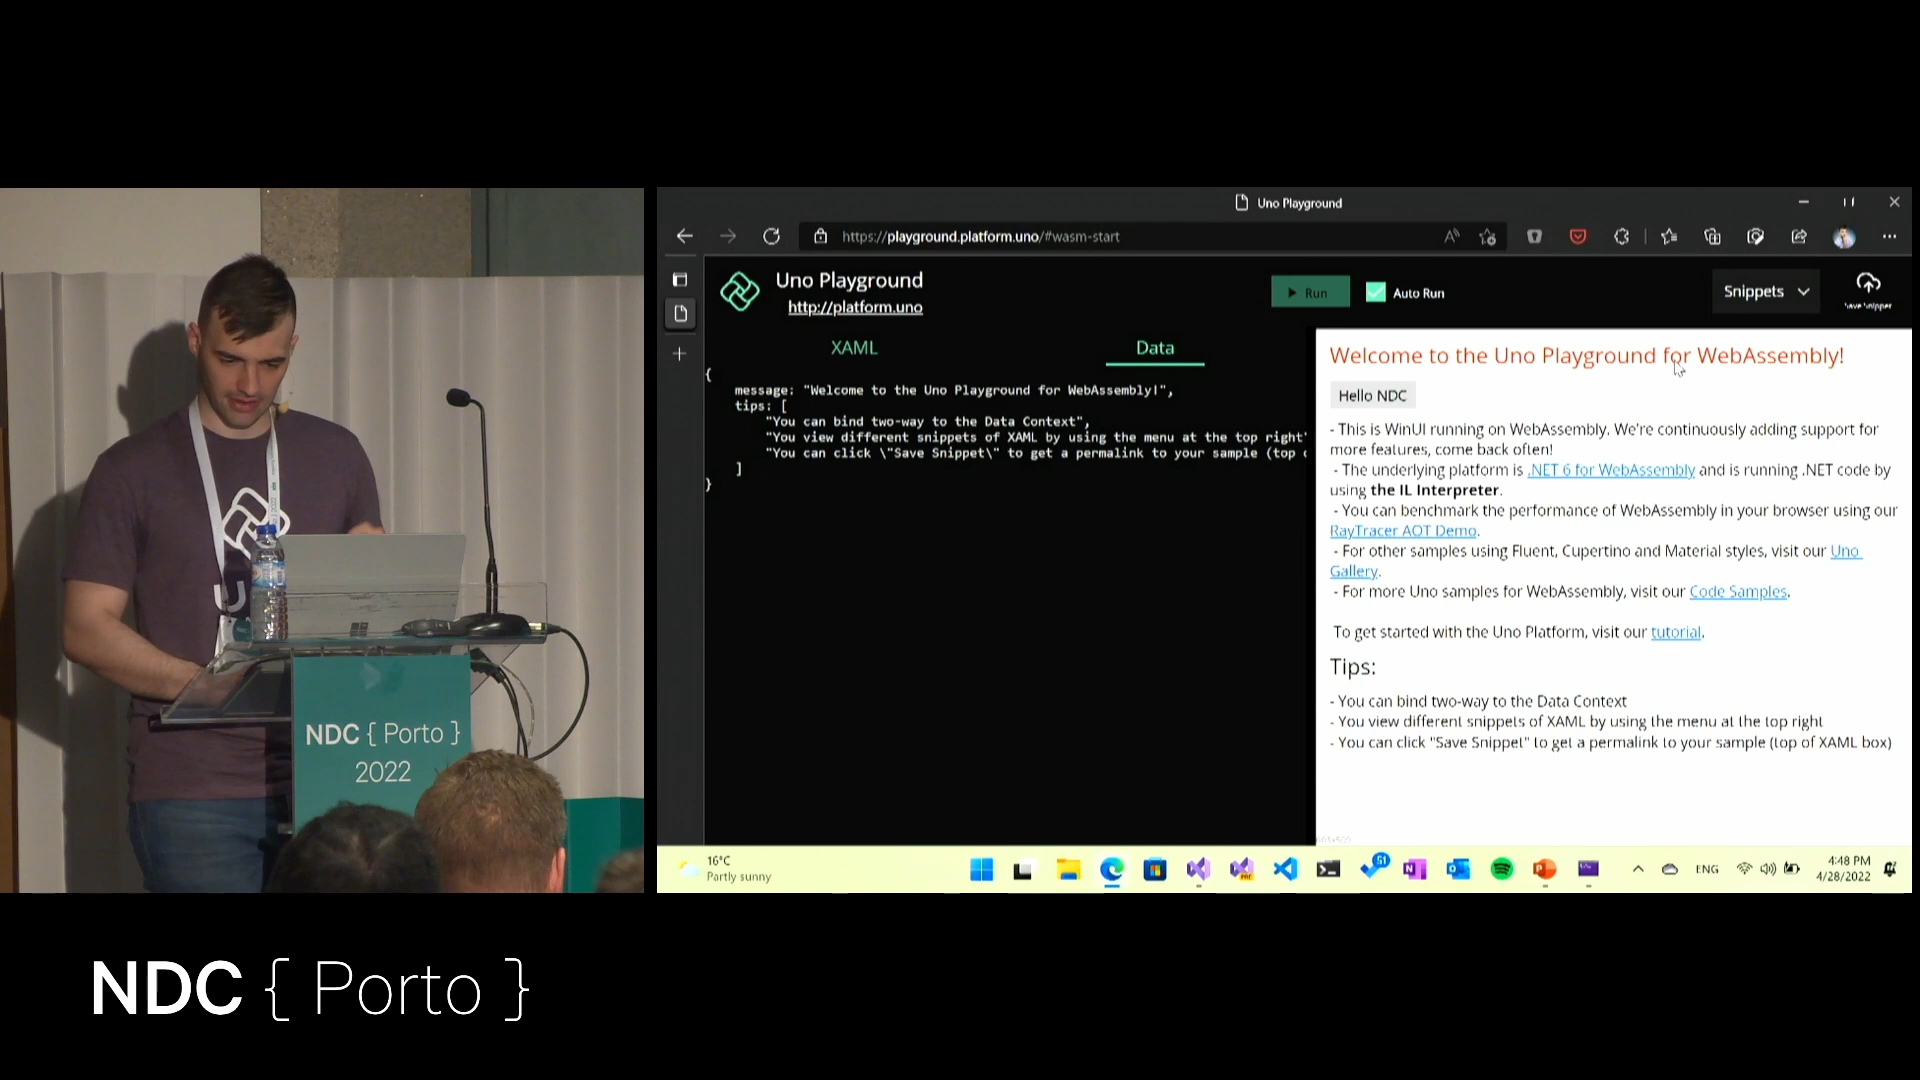 Uno Playground
https://playground.platform.uno/#wasm-start
Uno Playground
http://platform.uno
Run
Auto Run
Snippets
XAML
Data
{
message: "Welcome to the Uno Playground for WebAssembly!",
tips: [
"You can bind two-way to the Data Context",
"You view different snippets of XAML by using the menu at the top right"
"You can click \"Save Snippet\" to get a permalink to your sample (top
]
}
Welcome to the Uno Playground for WebAssembly!
Hello NDC
- This is WinUI running on WebAssembly. We're continuously adding support for
more features, come back often!
- The underlying platform is .NET 6 for WebAssembly and is running .NET code by
using the IL Interpreter.
- You can benchmark the performance of WebAssembly in your browser using our
RayTracer AOT Demo.
- For other samples using Fluent, Cupertino and Material styles, visit our Uno
Gallery.
- For more Uno samples for WebAssembly, visit our Code Samples.
To get started with the Uno Platform, visit our tutorial.
Tips:
- You can bind two-way to the Data Context
- You view different snippets of XAML by using the menu at the top right
- You can click "Save Snippet" to get a permalink to your sample (top of XAML box)
16°C
Partly sunny
51
ENG
4:48 PM
4/28/2022
NDC { Porto }
2022
NDC { Porto }